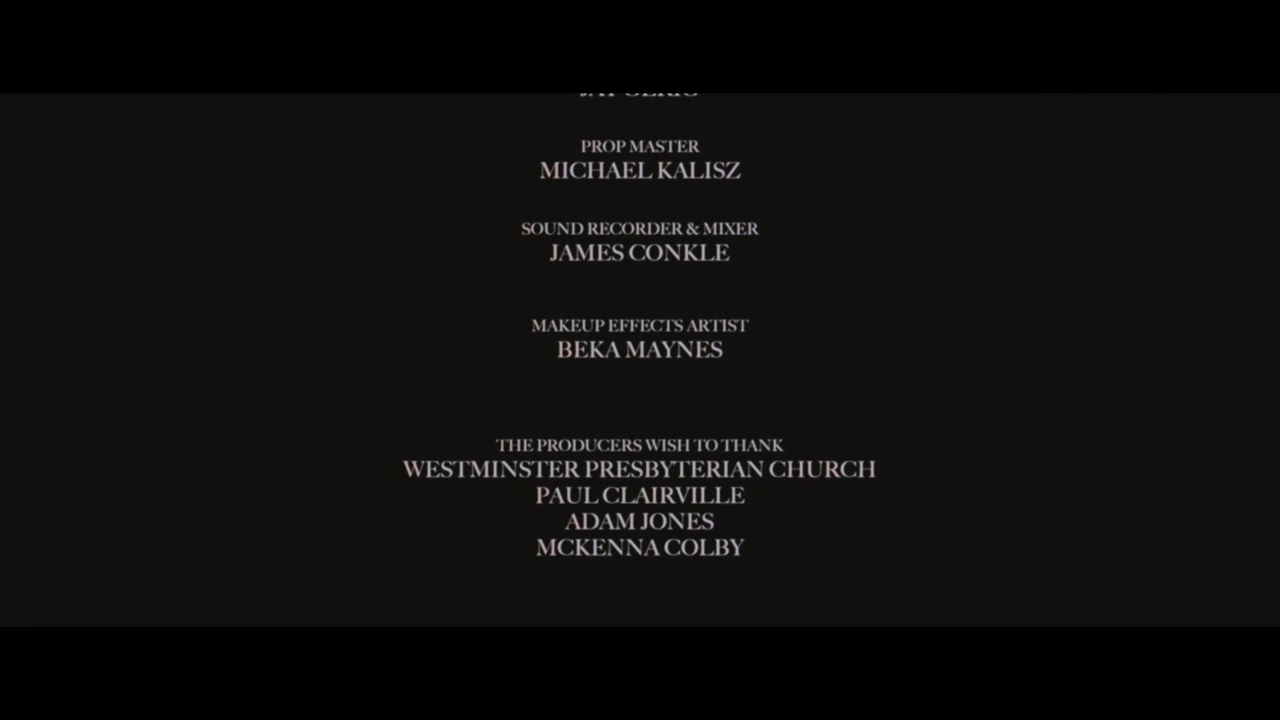 PROP MASTER
MICHAEL KALISZ
SOUND RECORDER & MIXER
JAMES CONKLE
MAKEUP EFFECTS ARTIST
BEKA MAYNES
THE PRODUCERS WISH TO THANK
WESTMINSTER PRESBYTERIAN CHURCH
PAUL CLAIRVILLE
ADAM JONES
MCKENNA COLBY